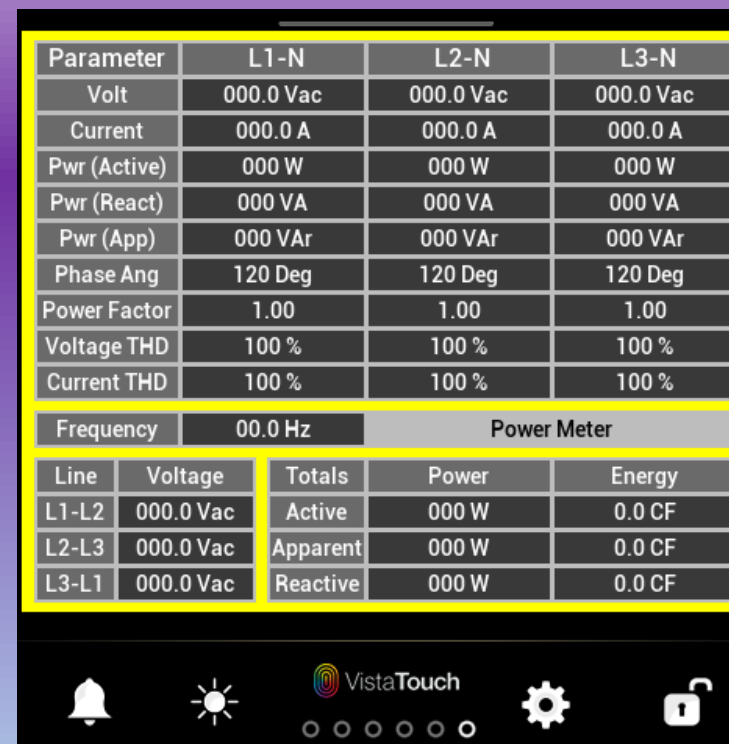 Parameter L1-N L2-N L3-N
Volt 000.0 Vac 000.0 Vac 000.0 Vac
Current 000.0 A 000.0 A 000.0 A
Pwr (Active) 000 W 000 W 000 W
Pwr (React) 000 VA 000 VA 000 VA
Pwr (App) 000 VAr 000 VAr 000 VAr
Phase Ang 120 Deg 120 Deg 120 Deg
Power Factor 1.00 1.00 1.00
Voltage THD 100 % 100 % 100 %
Current THD 100 % 100 % 100 %
Frequency 00.0 Hz Power Meter
Line Voltage Totals Power Energy
L1-L2 000.0 Vac Active 000 W 0.0 CF
L2-L3 000.0 Vac Apparent 000 W 0.0 CF
L3-L1 000.0 Vac Reactive 000 W 0.0 CF
VistaTouch